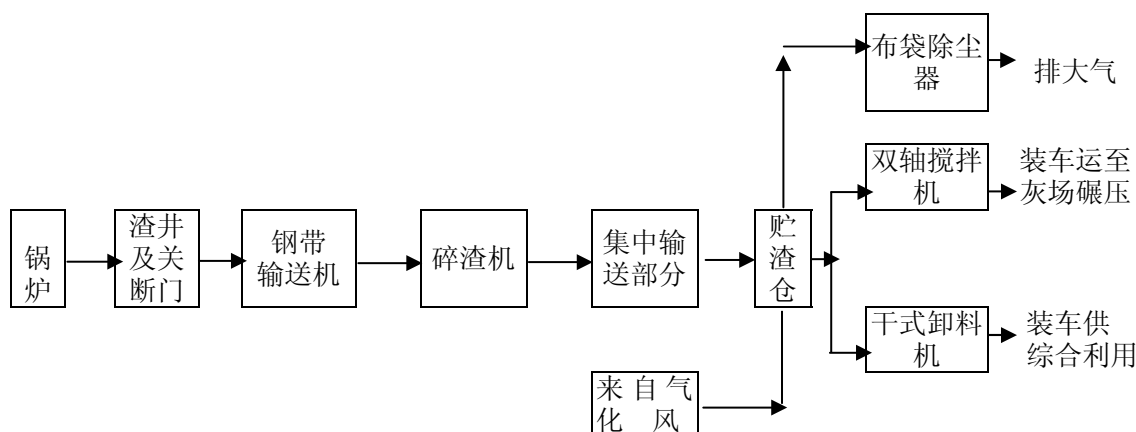 布袋除尘
器
排大气
双轴搅拌
机
装车运至
灰场碾压
锅
炉
渣井
及关
断门
钢带
输送机
碎渣机
集中输
送部分
贮
渣
仓
干式卸料
机
装车供
综合利用
来自气
化风